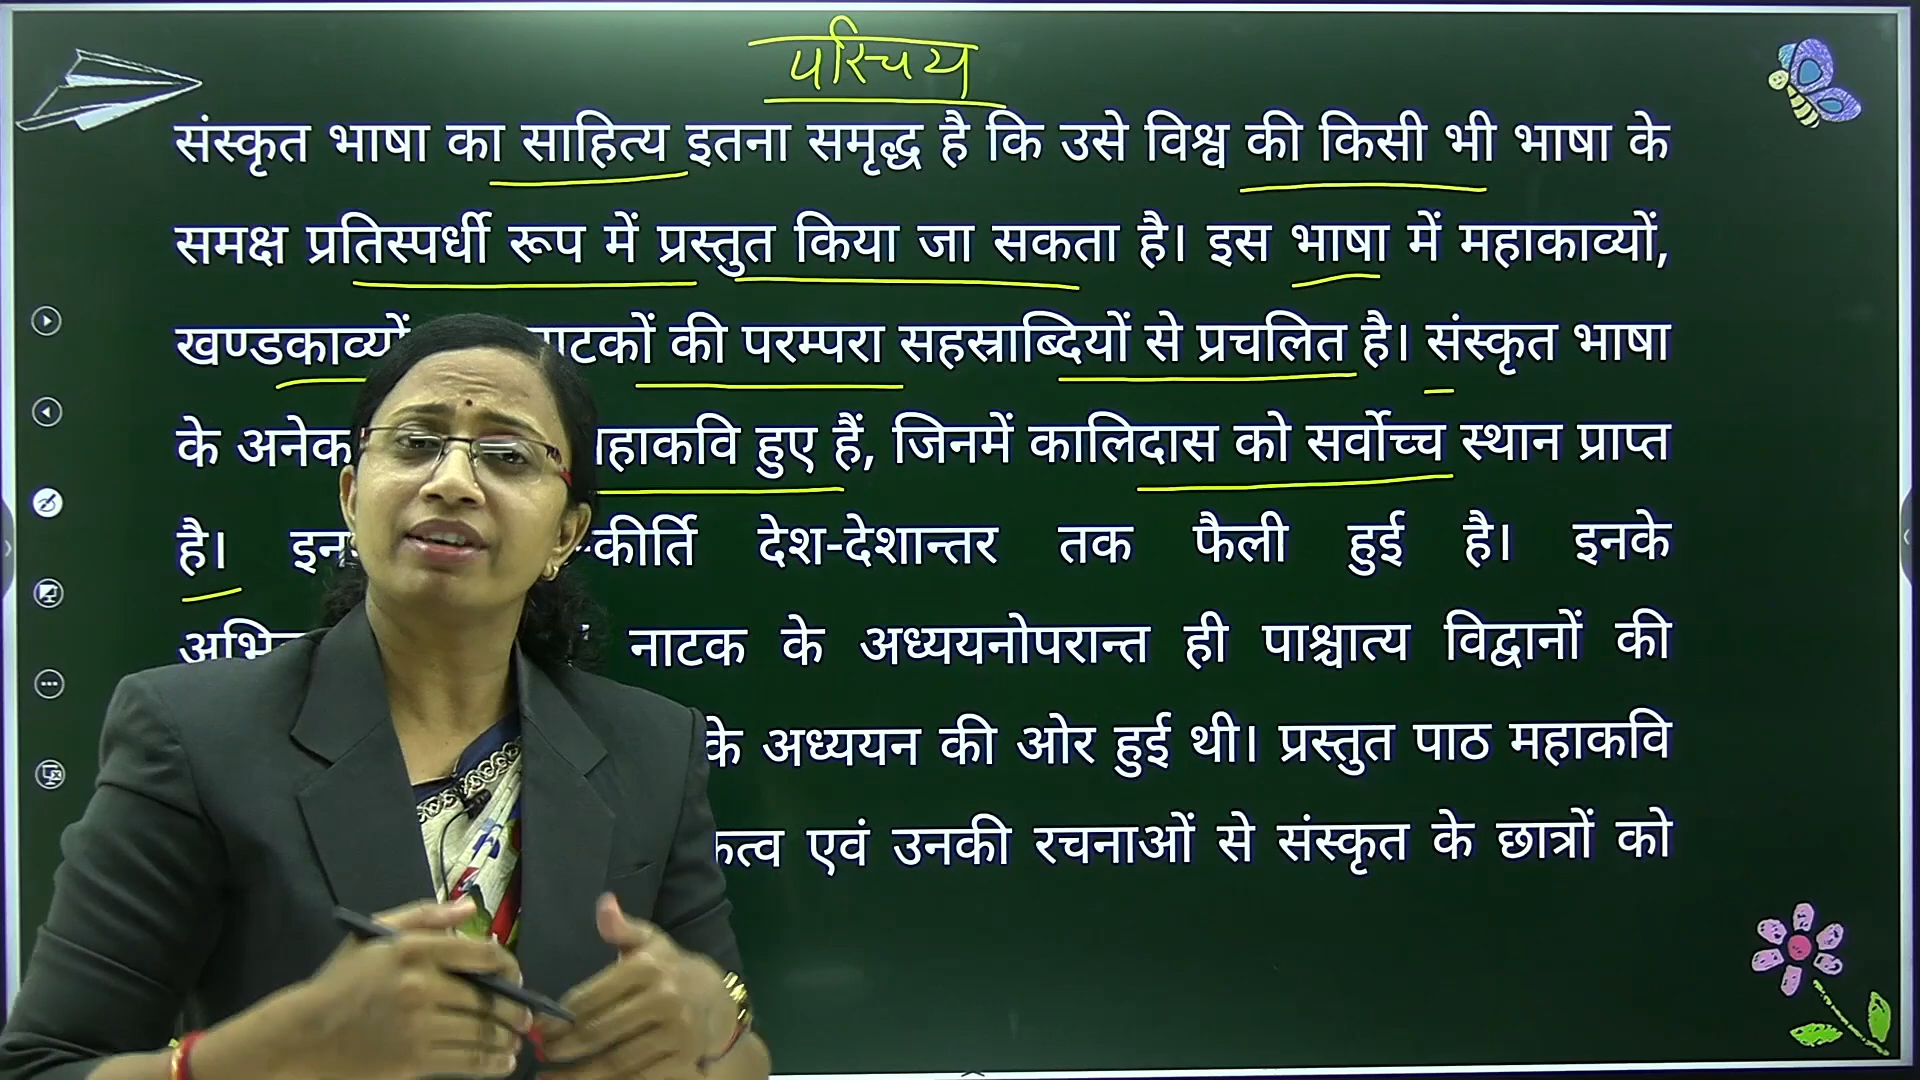 परिचय
संस्कृत भाषा का साहित्य इतना समृद्ध है कि उसे विश्व की किसी भी भाषा के
समक्ष प्रतिस्पर्धी रूप में प्रस्तुत किया जा सकता है। इस भाषा में महाकाव्यों,
खण्डकाव्यों की परम्परा सहस्राब्दियों से प्रचलित है। संस्कृत भाषा
के अनेक हुए हैं, जिनमें कालिदास को सर्वोच्च स्थान प्राप्त
है। देश-देशान्तर तक फैली हुई है। इनके
नाटक के अध्ययनोपरान्त ही पाश्चात्य विद्वानों की
के अध्ययन की ओर हुई थी। प्रस्तुत पाठ महाकवि
एवं उनकी रचनाओं से संस्कृत के छात्रों को